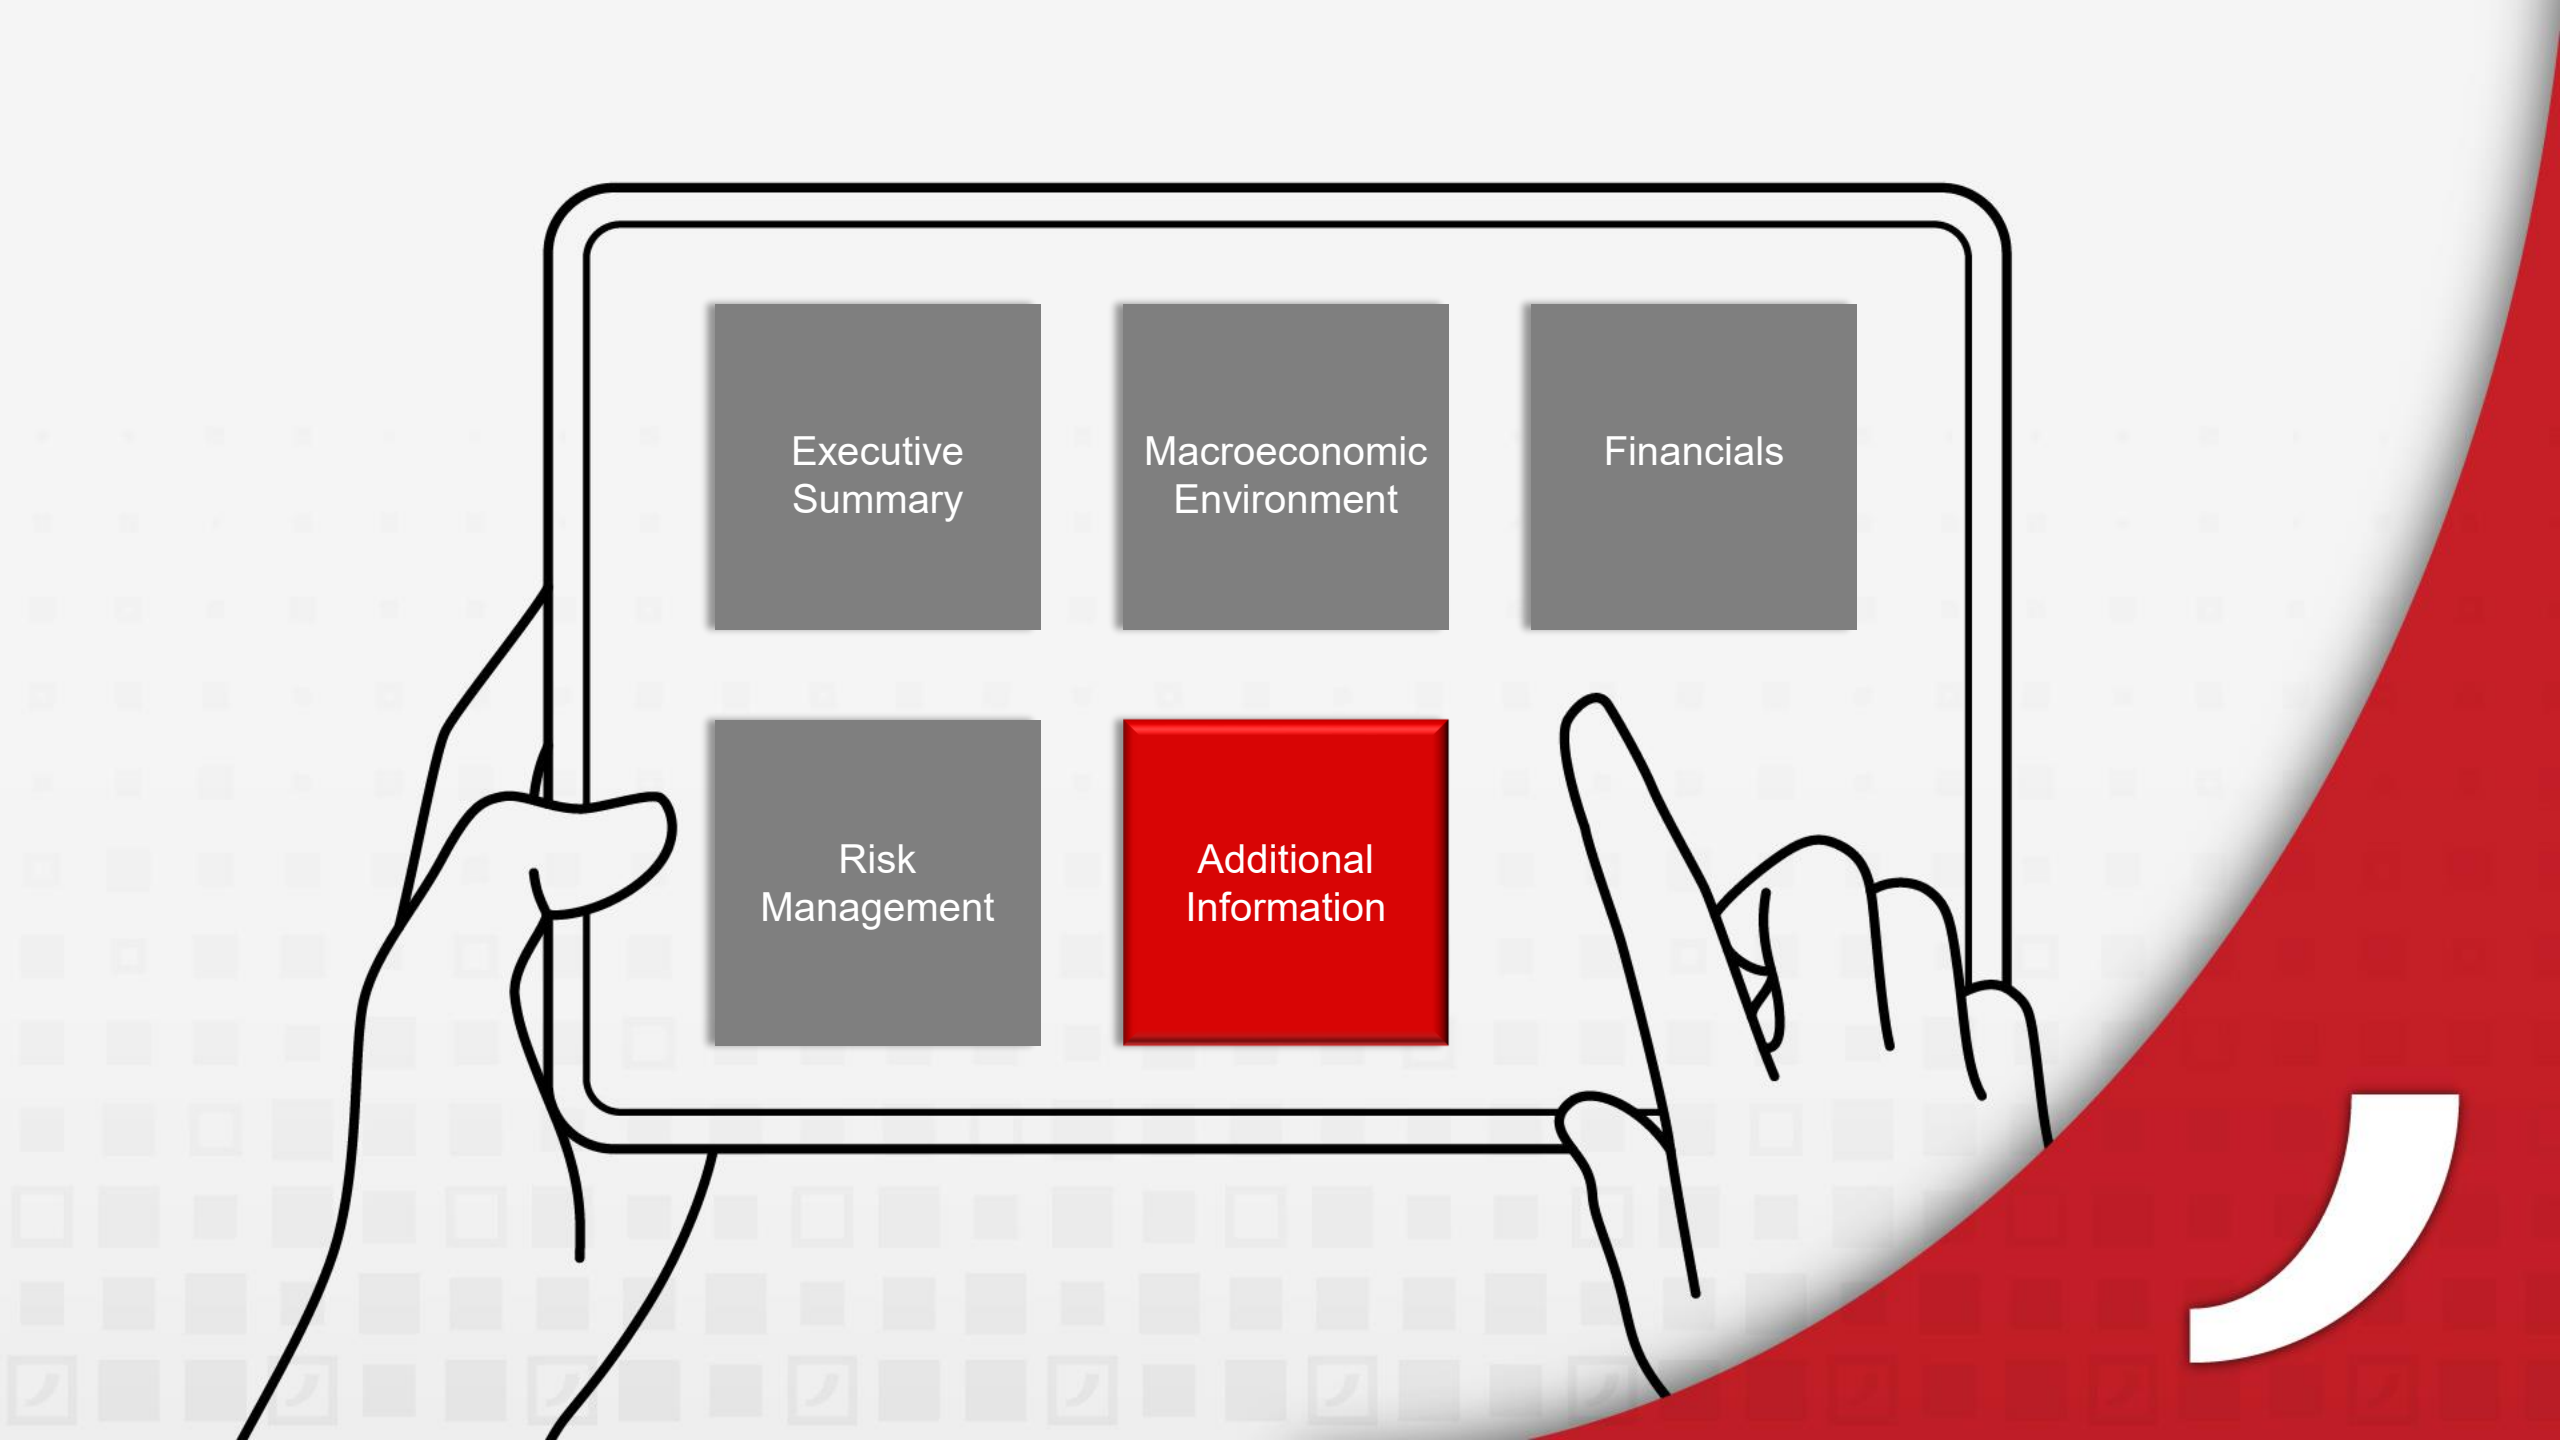 Executive
Summary
Macroeconomic
Environment
Financials
Risk
Management
Additional
Information